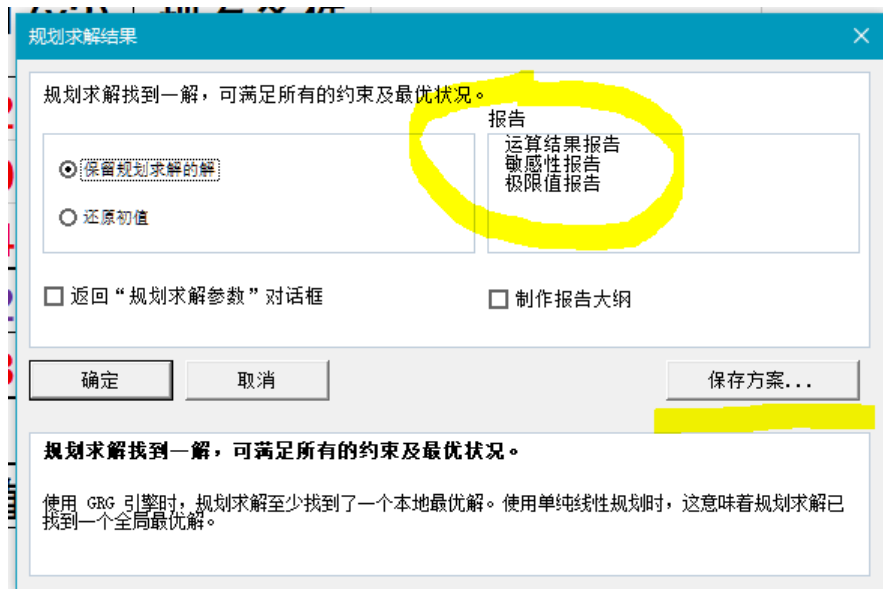 规划求解结果
规划求解找到一解，可满足所有的约束及最优状况。
报告
运算结果报告
敏感性报告
极限值报告
保留规划求解的解
还原初值
返回“规划求解参数”对话框
制作报告大纲
确定
取消
保存方案...
规划求解找到一解，可满足所有的约束及最优状况。
使用 GRG 引擎时，规划求解至少找到了一个本地最优解。使用单纯线性规划时，这意味着规划求解已
找到一个全局最优解。